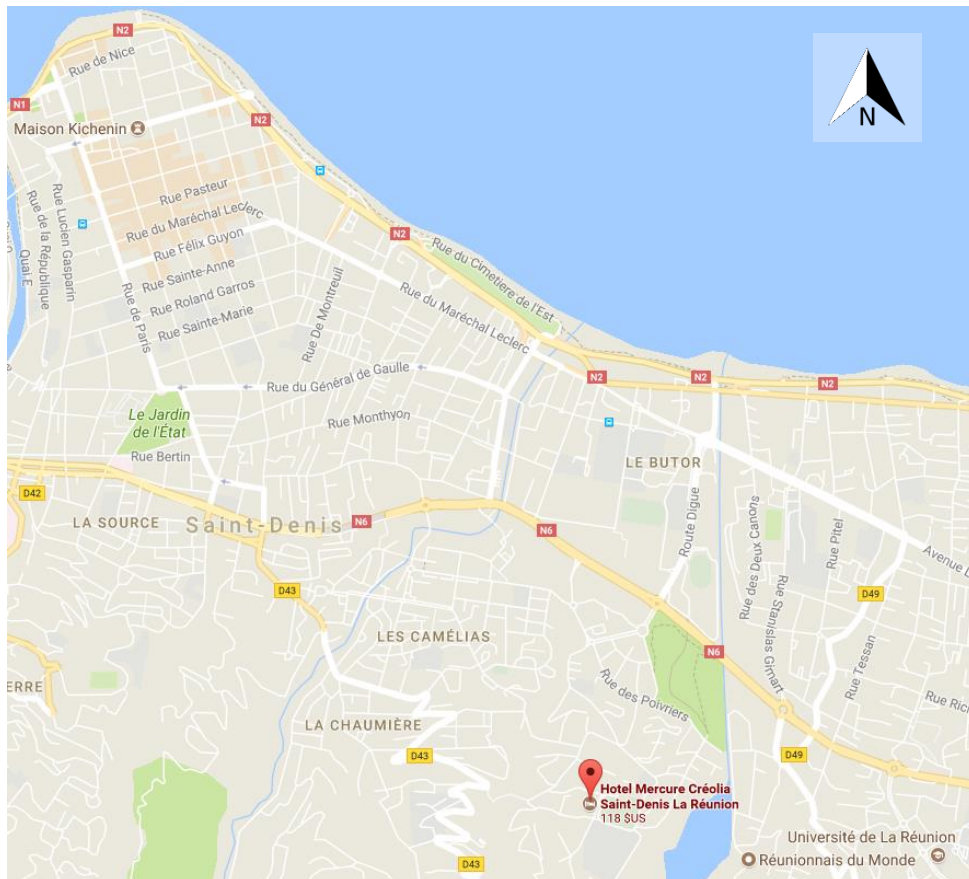 N2
Rue de Nice
N1
Maison Kichenin
N2
N
Rue Pasteur
Rue du Maréchal Leclerc
Rue Lucien Gasparin
Rue de la République
Quai E
Rue Félix Guyon
N2
Rue du Cimetiere de l'Est
Rue Sainte-Anne
Rue Roland Garros
Rue Sainte-Marie
Rue De Montreuil
Rue de Paris
Rue du Maréchal Leclerc
Rue du Général de Gaulle
N2
N2
N2
Le Jardin
de l'État
Rue Monthyon
Rue Bertin
LE BUTOR
D42
LA SOURCE
Saint-Denis
N6
N6
Route Digue
Rue des Deux Canons
Rue Pitel
Avenue L
D43
D49
Rue Stanislas Gimart
LES CAMÉLIAS
N6
Rue Tessan
ERRE
Rue des Poivriers
Rue Ric
LA CHAUMIÈRE
D43
D49
Hotel Mercure Créolia
Saint-Denis La Réunion
118 $US
Université de La Réunion
Réunionnais du Monde
D43